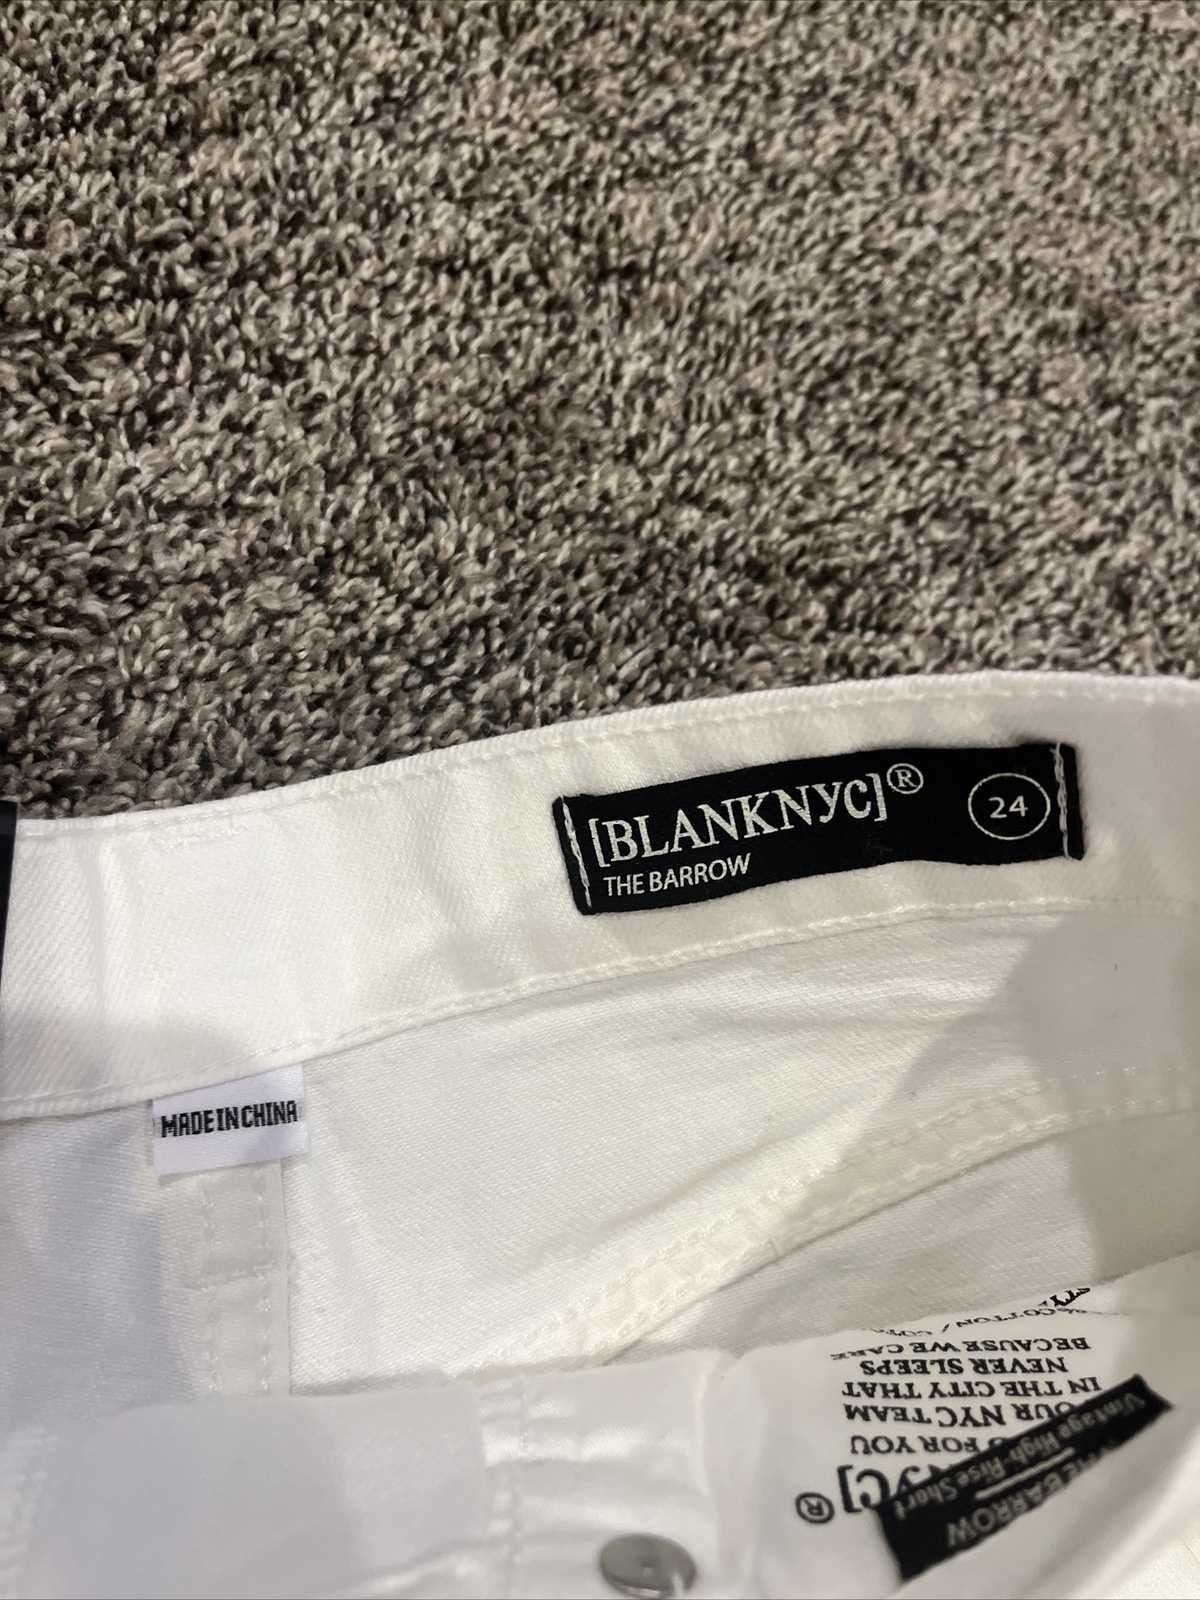 [BLANKNYC]® 24
THE BARROW
MADE IN CHINA
THE BARROW
Vintage High-Rise Short
NYC]®
FOR YOU
OUR NYC TEAM
IN THE CITY THAT
NEVER SLEEPS
BECAUSE WE CARE
COTTON /